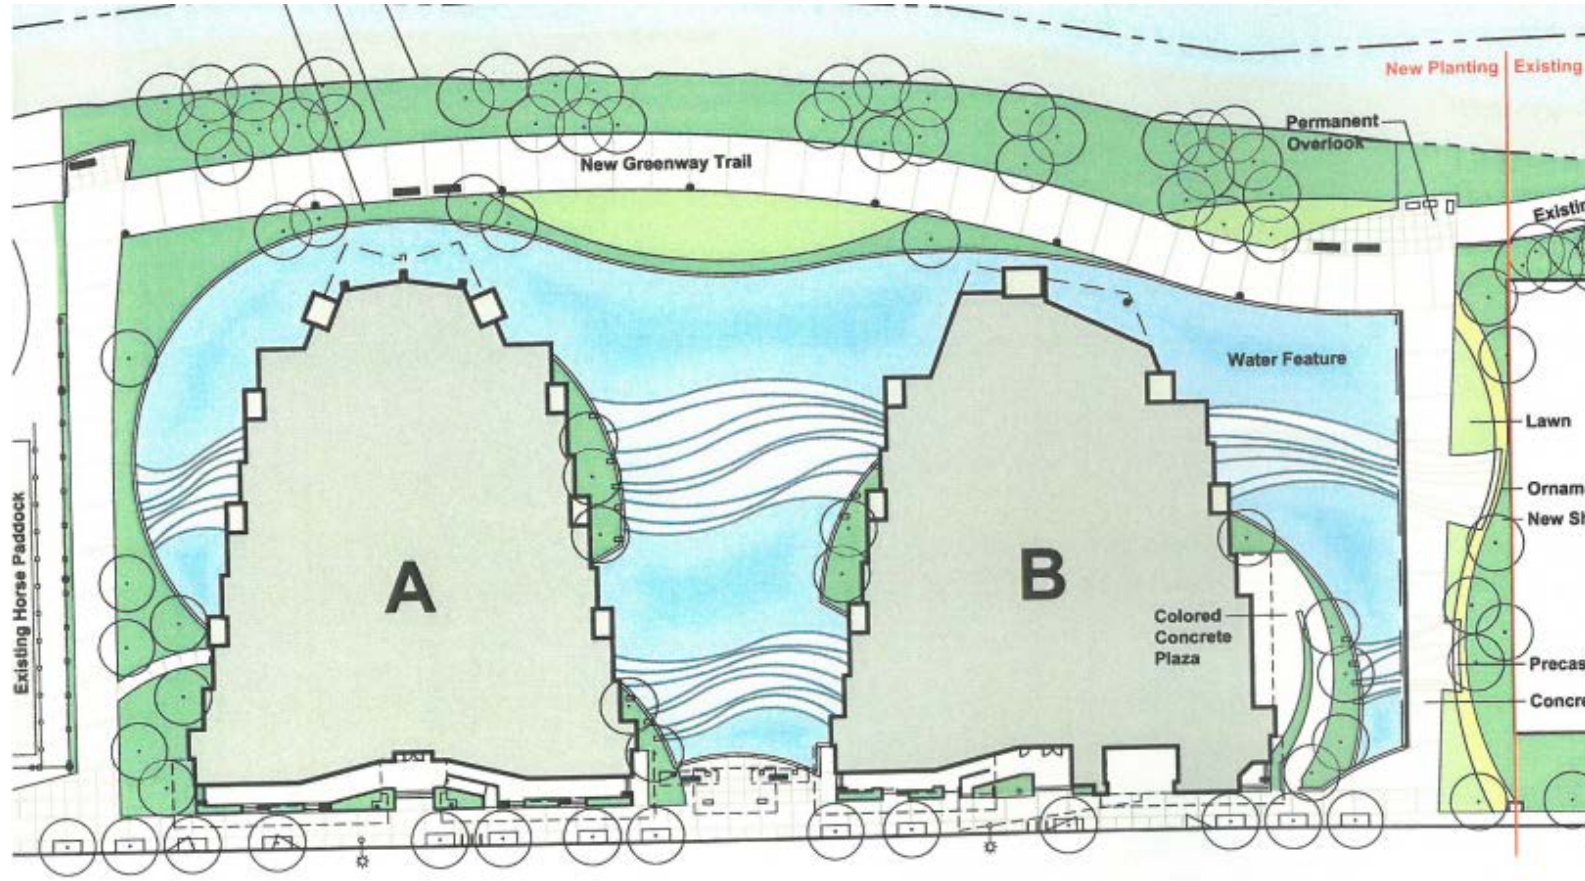 New Planting
Existing
Permanent
Overlook
New Greenway Trail
Water Feature
Lawn
Existing Horse Paddock
A
B
Colored
Concrete
Plaza